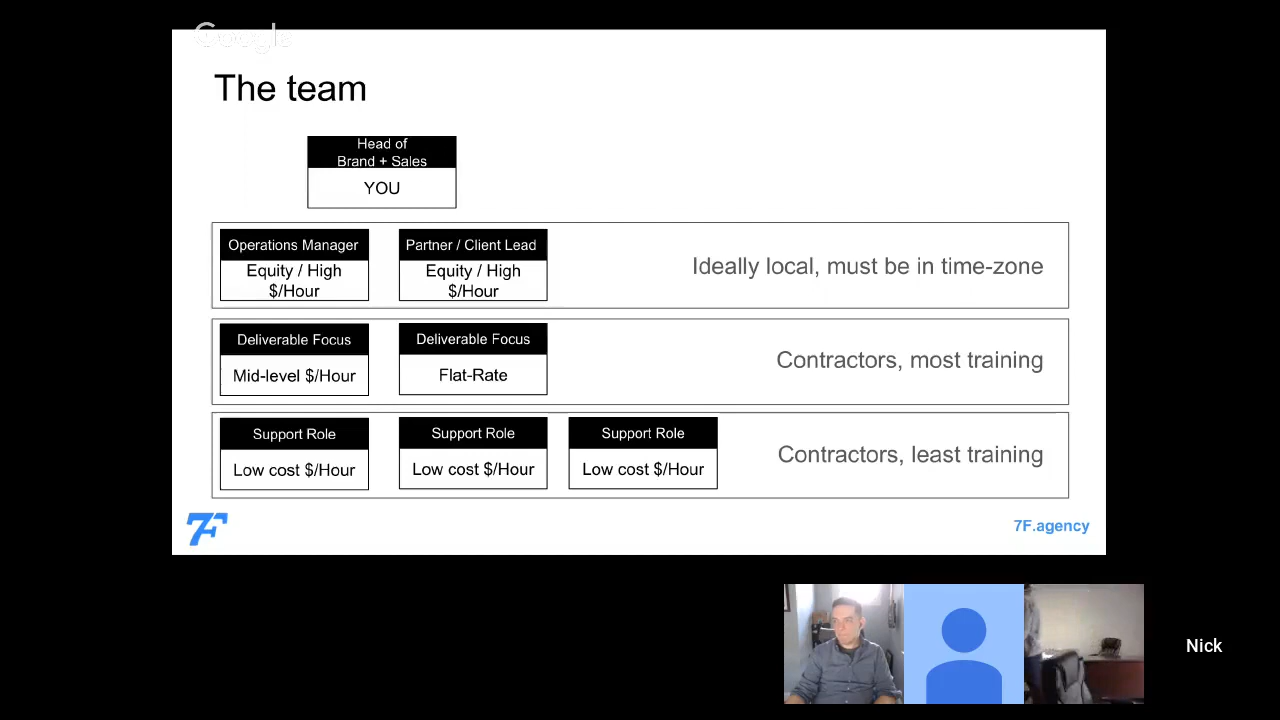 Google
The team
Head of
Brand + Sales
YOU
Operations Manager
Equity / High
$/Hour
Partner / Client Lead
Equity / High
$/Hour
Ideally local, must be in time-zone
Deliverable Focus
Mid-level $/Hour
Deliverable Focus
Flat-Rate
Contractors, most training
Support Role
Low cost $/Hour
Support Role
Low cost $/Hour
Support Role
Low cost $/Hour
Contractors, least training
7F
7F.agency
Nick